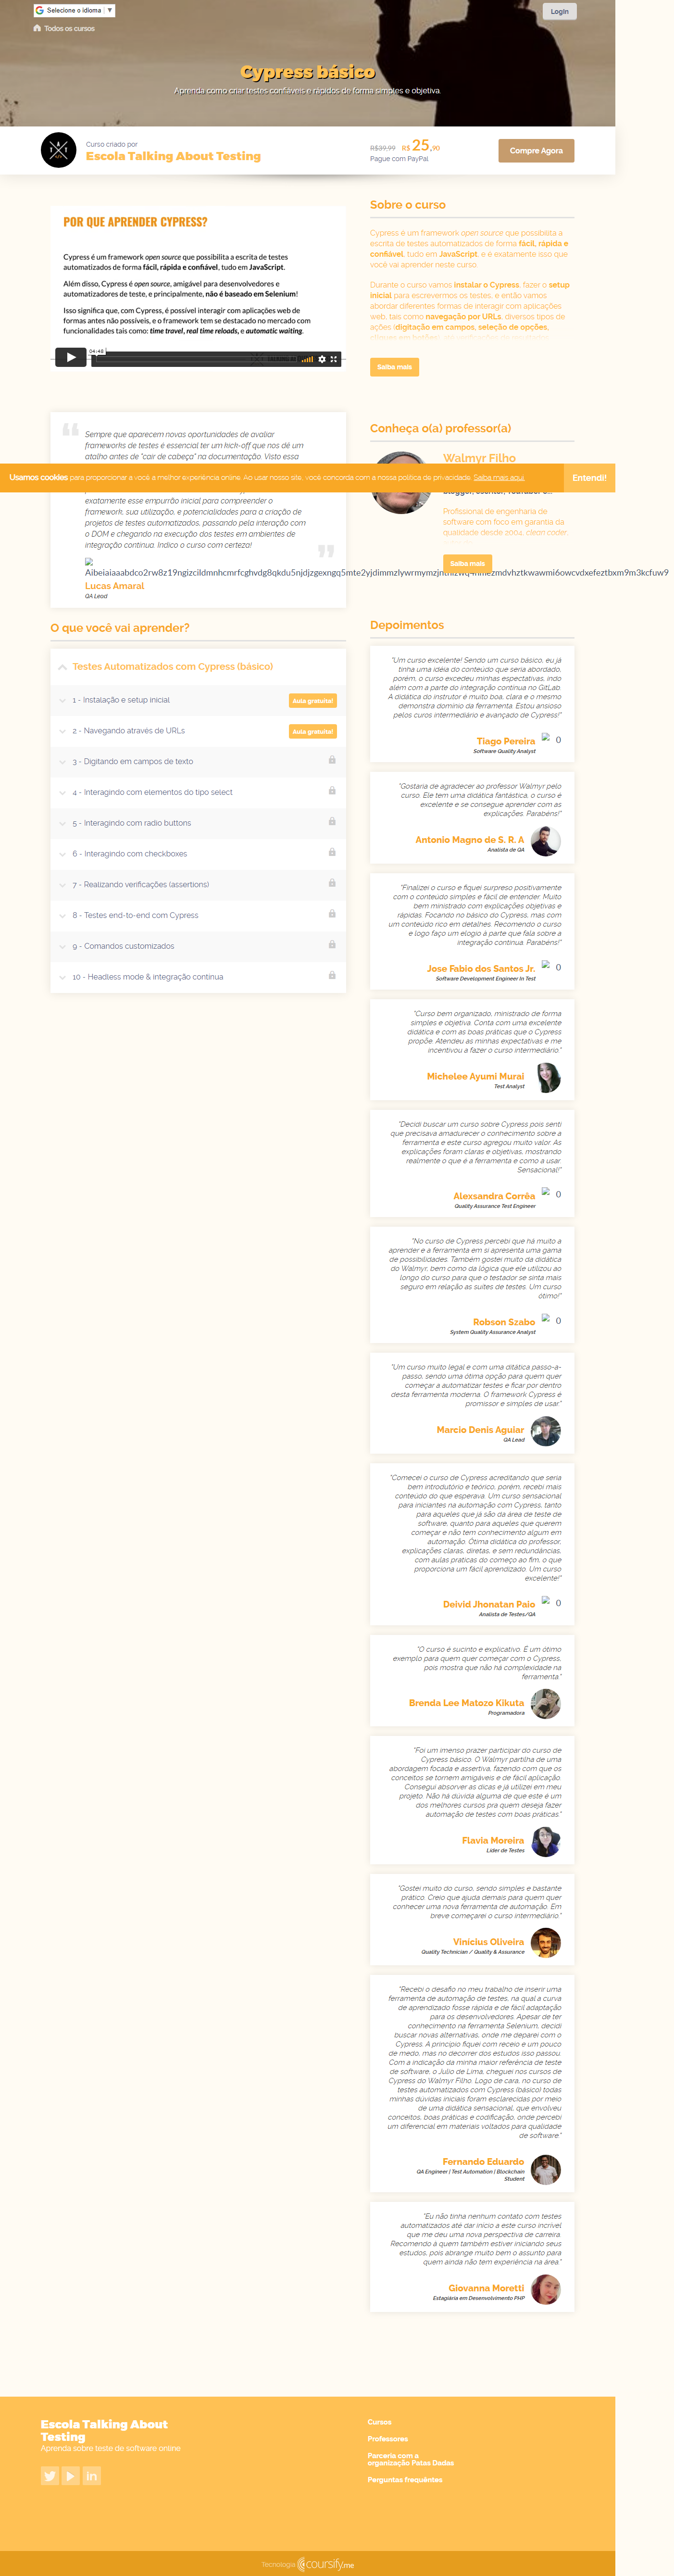 Selecione o idioma ▼
Login
Todos os cursos
Cypress básico
Aprenda como criar testes confiáveis e rápidos de forma simples e objetiva.
Curso criado por
Escola Talking About Testing
R$39,99 R$ 25,90
Pague com PayPal
Compre Agora
POR QUE APRENDER CYPRESS?
Cypress é um framework open source que possibilita a escrita de testes
automatizados de forma fácil, rápida e confiável, tudo em JavaScript.
Além disso, Cypress é open source, amigável para desenvolvedores e
automatizadores de teste, e principalmente, não é baseado em Selenium!
Isso significa que, com Cypress, é possível interagir com aplicações web de
formas antes não possíveis, e o framework tem se destacado no mercado com
funcionalidades tais como: time travel, real time reloads, e automatic waiting.
04:48
Sobre o curso
Cypress é um framework open source que possibilita a
escrita de testes automatizados de forma fácil, rápida e
confiável, tudo em JavaScript, e é exatamente isso que
você vai aprender neste curso.
Durante o curso vamos instalar o Cypress, fazer o setup
inicial para escrevermos os testes, e então vamos
abordar diferentes formas de interagir com aplicações
web, tais como navegação por URLs, diversos tipos de
ações (digitação em campos, seleção de opções,
Saiba mais
Sempre que aparecem novas oportunidades de avaliar
frameworks de testes é essencial ter um kick-off que nos dê um
atalho antes de "cair de cabeça" na documentação. Visto essa
Usamos cookies para proporcionar a você a melhor experiência online. Ao usar nosso site, você concorda com a nossa política de privacidade. Saiba mais aqui.
Entendi!
exatamente esse empurrão inicial para compreender o
framework, sua utilização, e potencialidades para a criação de
projetos de testes automatizados, passando pela interação com
o DOM e chegando na execução dos testes em ambientes de
integração contínua. Indico o curso com certeza!
Lucas Amaral
QA Lead
Conheça o(a) professor(a)
Walmyr Filho
Profissional de engenharia de
software com foco em garantia da
qualidade desde 2004, clean coder,
Saiba mais
O que você vai aprender?
Testes Automatizados com Cypress (básico)
1 - Instalação e setup inicial
Aula gratuita!
2 - Navegando através de URLs
Aula gratuita!
3 - Digitando em campos de texto
4 - Interagindo com elementos do tipo select
5 - Interagindo com radio buttons
6 - Interagindo com checkboxes
7 - Realizando verificações (assertions)
8 - Testes end-to-end com Cypress
9 - Comandos customizados
10 - Headless mode & integração contínua
Depoimentos
"Um curso excelente! Sendo um curso básico, eu já
tinha uma ideia do conteúdo que seria abordado,
porém, o curso excedeu minhas expectativas, indo
além com a parte do integração contínua no GitLab.
A didática do instrutor é muito boa, clara e o mesmo
demonstra domínio da ferramenta. Estou ansioso
pelos curos intermediário e avançado de Cypress!"
Tiago Pereira
Software Quality Analyst
0
"Gostaria de agradecer ao professor Walmyr pelo
curso. Ele tem uma didática fantástica, o curso é
excelente e se consegue aprender com as
explicações. Parabéns!"
Antonio Magno de S. R. A
Analista de QA
"Finalizei o curso e fiquei surpreso positivamente
com o conteúdo simples e fácil de entender. Muito
bem ministrado com explicações objetivas e
rápidas. Focando no básico do Cypress, mas com
um conteúdo rico em detalhes. Recomendo o curso
e logo faço um elogio à parte que fala sobre a
integração contínua. Parabéns!"
Jose Fabio dos Santos Jr.
Software Development Engineer In Test
0
"Curso bem organizado, ministrado de forma
simples e objetiva. Conta com uma excelente
didática e com as boas práticas que o Cypress
propõe. Atendeu as minhas expectativas e me
incentivou a fazer o curso intermediário."
Michelee Ayumi Murai
Test Analyst
"Decidi buscar um curso sobre Cypress pois senti
que precisava amadurecer o conhecimento sobre a
ferramenta e este curso agregou muito valor. As
explicações foram claras e objetivas, mostrando
realmente o que é a ferramenta e como a usar.
Sensacional!"
Alexsandra Corrêa
Quality Assurance Test Engineer
0
"No curso de Cypress percebi que há muito a
aprender e a ferramenta em si apresenta uma gama
de possibilidades. Também gostei muito da didática
do Walmyr, bem como da lógica que ele utilizou ao
longo do curso para que o testador se sinta mais
seguro em relação as suítes de testes. Um curso
ótimo!"
Robson Szabo
System Quality Assurance Analyst
0
"Um curso muito legal e com uma ditática passo-a-
passo, sendo uma ótima opção para quem quer
começar a automatizar testes e ficar por dentro
desta ferramenta moderna. O framework Cypress é
promissor e simples de usar."
Marcio Denis Aguiar
QA Lead
"Comecei o curso de Cypress acreditando que seria
bem introdutório e teórico, porém, recebi mais
conteúdo do que esperava. Um curso sensacional
para iniciantes na automação com Cypress, tanto
para aqueles que já são da área de teste de
software, quanto para aqueles que querem
começar e não tem conhecimento algum em
automação. Ótima didática do professor,
explicações claras, diretas, e sem redundâncias,
com aulas práticas do começo ao fim, o que
proporciona um fácil aprendizado. Um curso
excelente!"
Deivid Jhonatan Paio
Analista de Testes/QA
0
"O curso é sucinto e explicativo. É um ótimo
exemplo para quem quer começar com o Cypress,
pois mostra que não há complexidade na
ferramenta."
Brenda Lee Matozo Kikuta
Programadora
"Foi um imenso prazer participar do curso de
Cypress básico. O Walmyr partilha de uma
abordagem focada e assertiva, fazendo com que os
conceitos se tornem amigáveis e de fácil aplicação.
Consegui absorver as dicas e já utilizei em meu
projeto. Não há dúvida alguma de que este é um
dos melhores cursos pra quem deseja fazer
automação de testes com boas práticas."
Flavia Moreira
Líder de Testes
"Gostei muito do curso, sendo simples e bastante
prático. Creio que ajuda demais para quem quer
conhecer uma nova ferramenta de automação. Em
breve começarei o curso intermediário."
Vinícius Oliveira
Quality Technician / Quality & Assurance
"Recebi o desafio no meu trabalho de inserir uma
ferramenta de automação de testes, na qual a curva
de aprendizado fosse rápida e de fácil adaptação
para os desenvolvedores. Apesar de ter
conhecimento na ferramenta Selenium, decidi
buscar novas alternativas, onde me deparei com o
Cypress. A princípio fiquei com receio e um pouco
de medo, mas no decorrer dos estudos isso passou.
Com a indicação da minha maior referência de teste
de software, o Julio de Lima, cheguei nos cursos de
Cypress do Walmyr Filho. Logo de cara, no curso de
testes automatizados com Cypress (básico) todas
minhas dúvidas iniciais foram esclarecidas por meio
de uma didática sensacional, que envolveu
conceitos, boas práticas e codificação, onde percebi
um diferencial em materiais voltados para qualidade
de software."
Fernando Eduardo
QA Engineer | Test Automation | Blockchain
Student
"Eu não tinha nenhum contato com testes
automatizados até dar inicio a este curso incrível
que me deu uma nova perspectiva de carreira.
Recomendo à quem também estiver iniciando seus
estudos, pois abrange muito bem o assunto para
quem ainda não tem experiência na área."
Giovanna Moretti
Estagiária em Desenvolvimento PHP
Escola Talking About
Testing
Aprenda sobre teste de software online
Cursos
Professores
Parceria com a
organização Patas Dadas
Perguntas frequentes
Tecnologia coursify.me